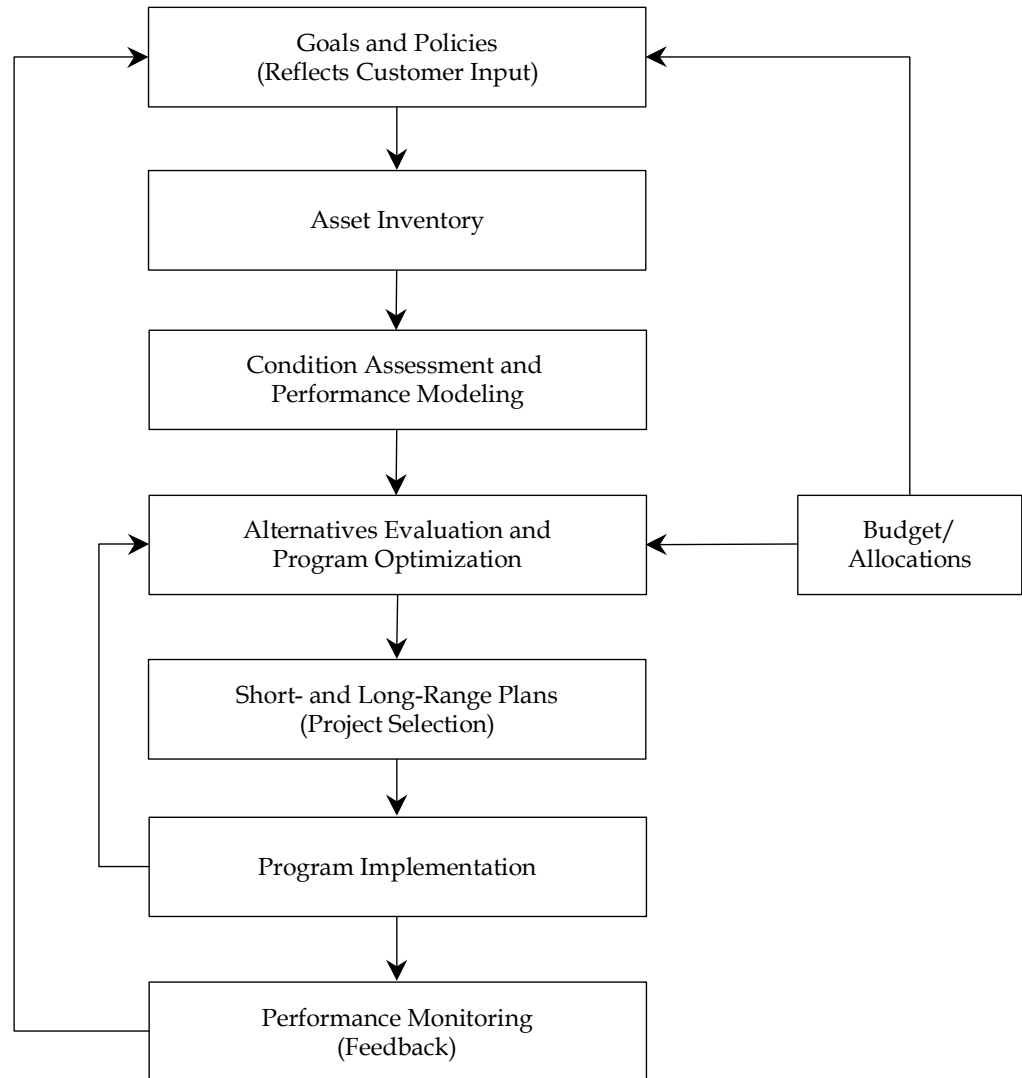 Goals and Policies
(Reflects Customer Input)
Asset Inventory
Condition Assessment and
Performance Modeling
Alternatives Evaluation and
Program Optimization
Budget/
Allocations
Short- and Long-Range Plans
(Project Selection)
Program Implementation
Performance Monitoring
(Feedback)